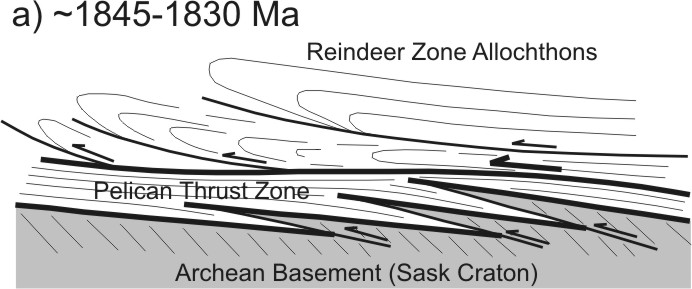 a) ~1845-1830 Ma
Reindeer Zone Allochthons
Pelican Thrust Zone
Archean Basement (Sask Craton)